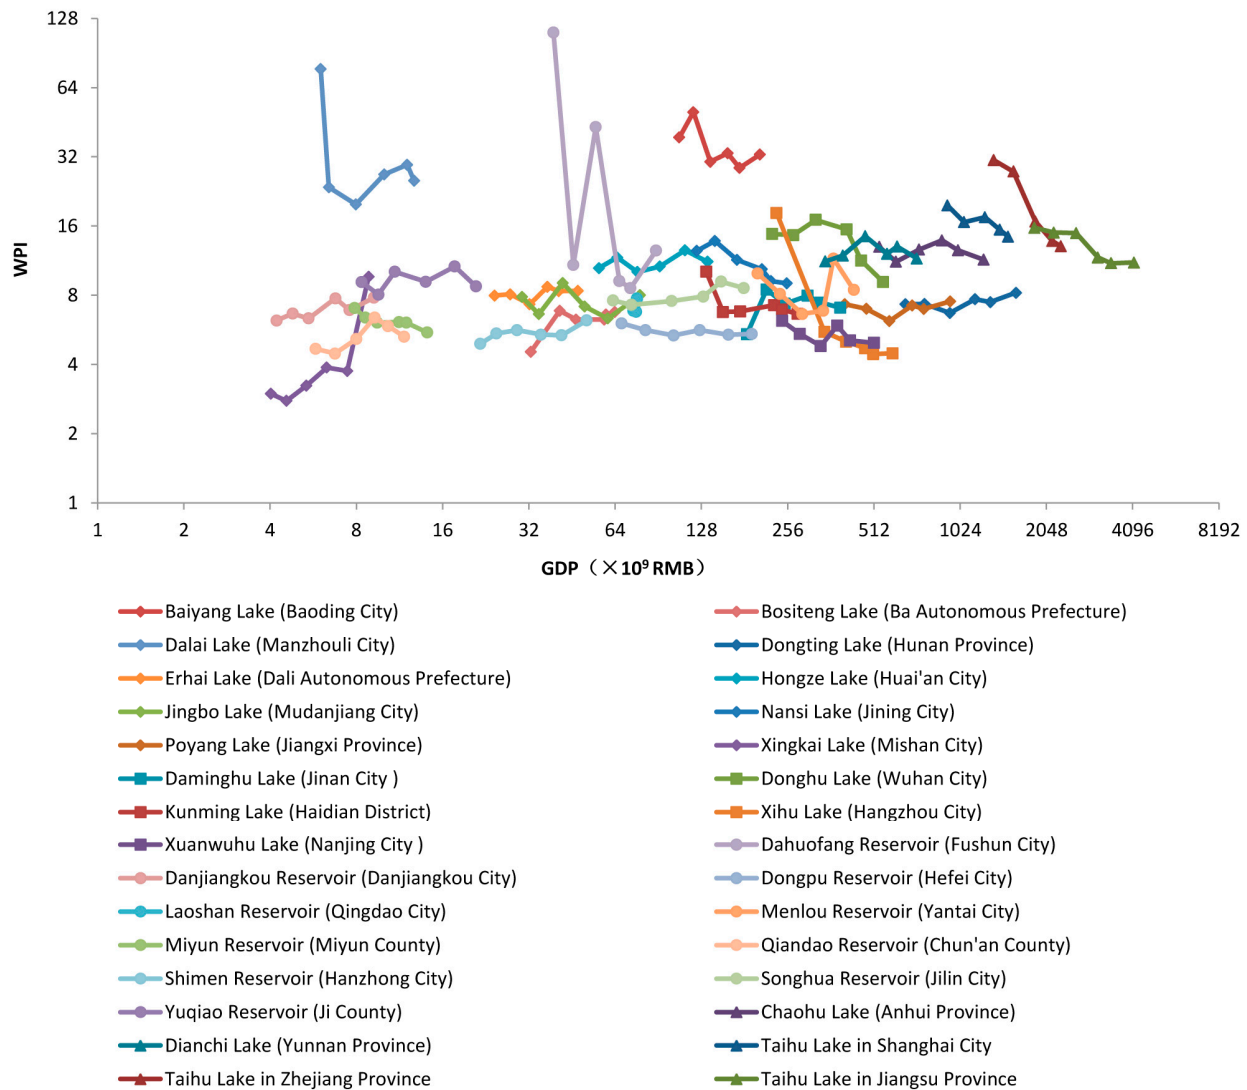 128
64
32
16
8
4
2
1
WPI
1 2 4 8 16 32 64 128 256 512 1024 2048 4096 8192
GDP（×10⁹ RMB）
Baiyang Lake (Baoding City) Bositeng Lake (Ba Autonomous Prefecture)
Dalai Lake (Manzhouli City) Dongting Lake (Hunan Province)
Erhai Lake (Dali Autonomous Prefecture) Hongze Lake (Huai'an City)
Jingbo Lake (Mudanjiang City) Nansi Lake (Jining City)
Poyang Lake (Jiangxi Province) Xingkai Lake (Mishan City)
Daminghu Lake (Jinan City ) Donghu Lake (Wuhan City)
Kunming Lake (Haidian District) Xihu Lake (Hangzhou City)
Xuanwuhu Lake (Nanjing City ) Dahuofang Reservoir (Fushun City)
Danjiangkou Reservoir (Danjiangkou City) Dongpu Reservoir (Hefei City)
Laoshan Reservoir (Qingdao City) Menlou Reservoir (Yantai City)
Miyun Reservoir (Miyun County) Qiandao Reservoir (Chun'an County)
Shimen Reservoir (Hanzhong City) Songhua Reservoir (Jilin City)
Yuqiao Reservoir (Ji County) Chaohu Lake (Anhui Province)
Dianchi Lake (Yunnan Province) Taihu Lake in Shanghai City
Taihu Lake in Zhejiang Province Taihu Lake in Jiangsu Province